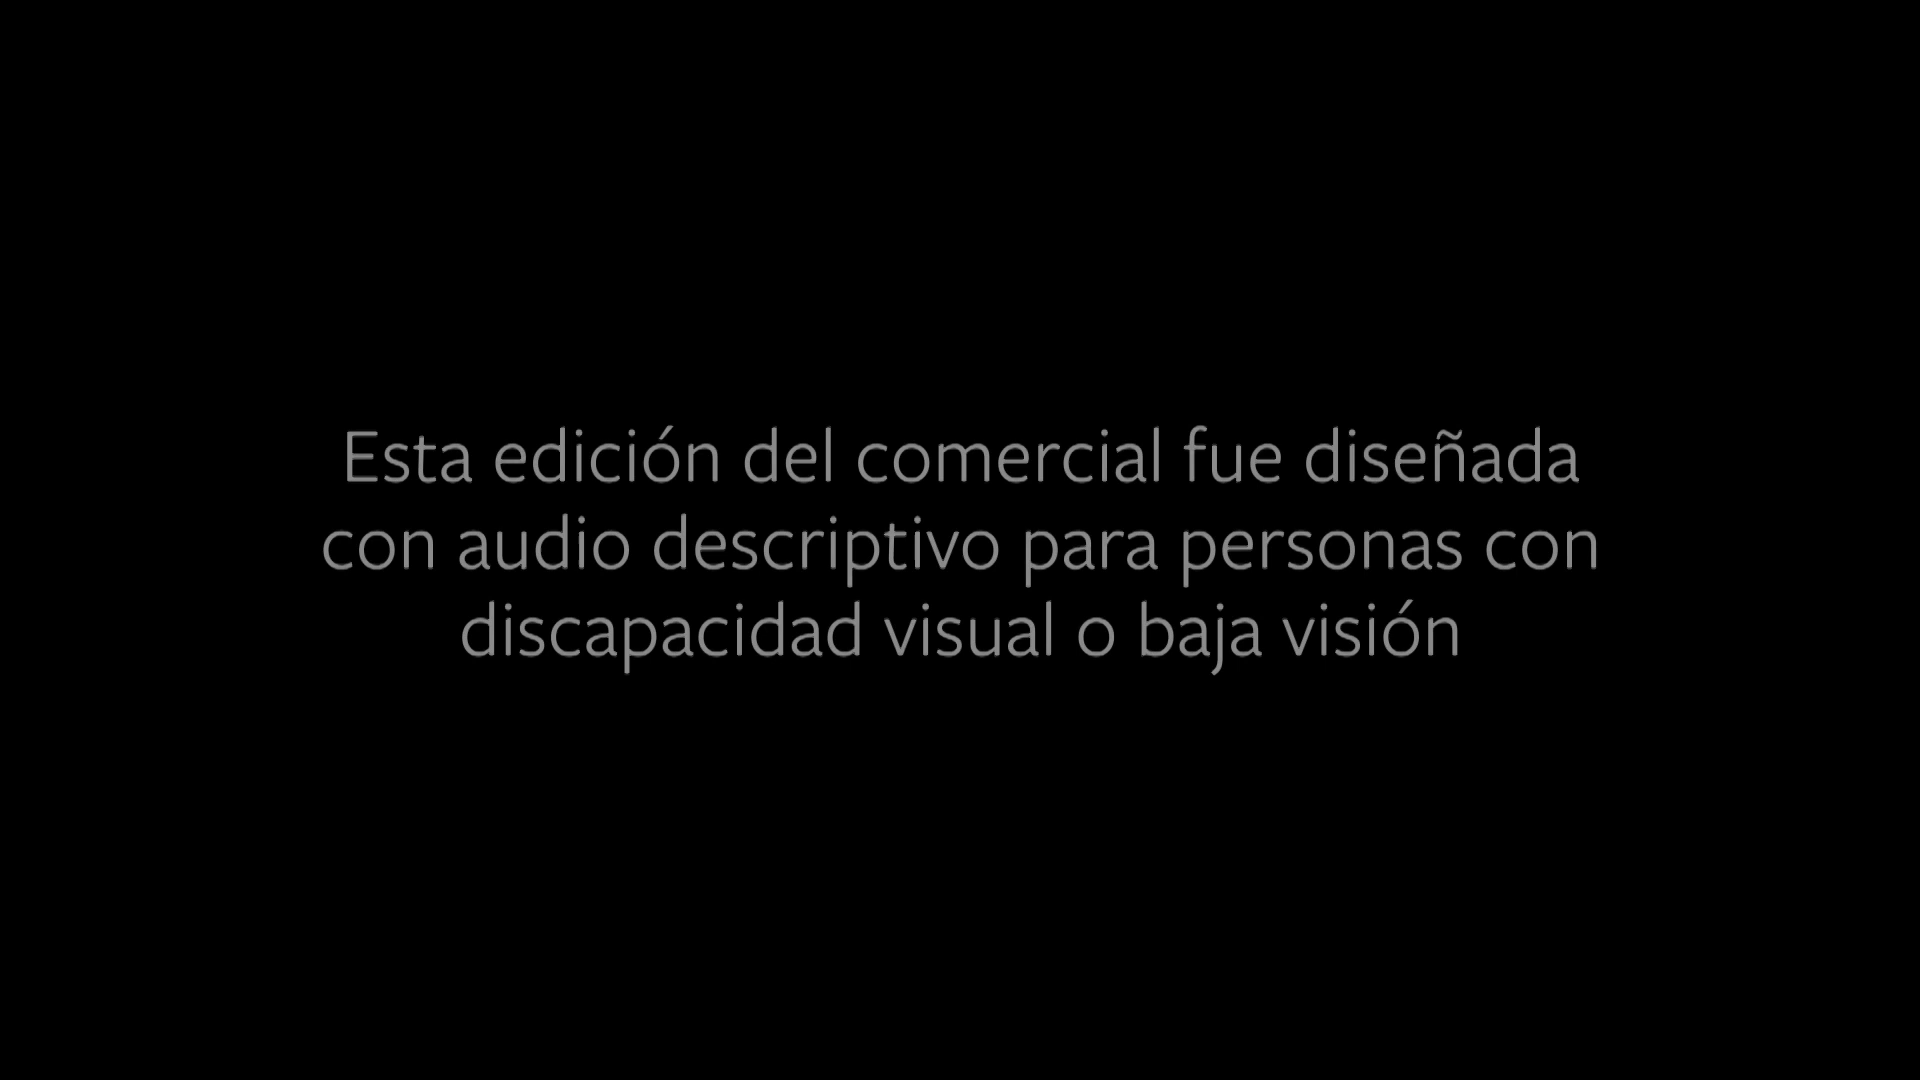 Esta edición del comercial fue diseñada
con audio descriptivo para personas con
discapacidad visual o baja visión